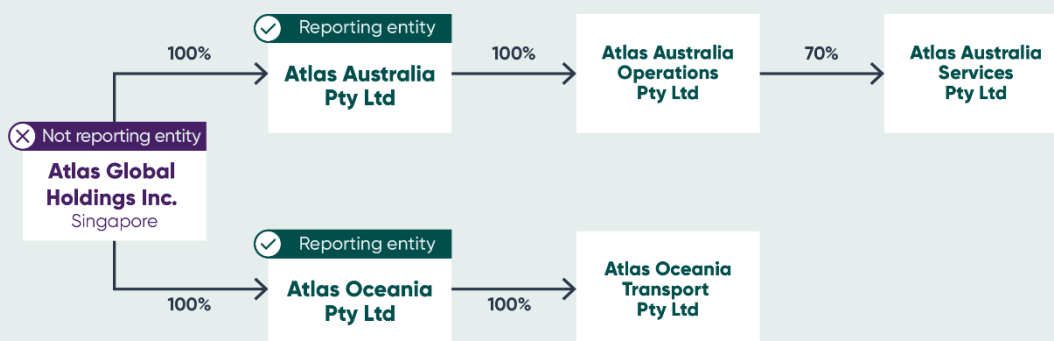 Reporting entity
100%
Atlas Australia
Pty Ltd
100%
Atlas Australia
Operations
Pty Ltd
70%
Atlas Australia
Services
Pty Ltd
Not reporting entity
Atlas Global
Holdings Inc.
Singapore
Reporting entity
100%
Atlas Oceania
Pty Ltd
100%
Atlas Oceania
Transport
Pty Ltd